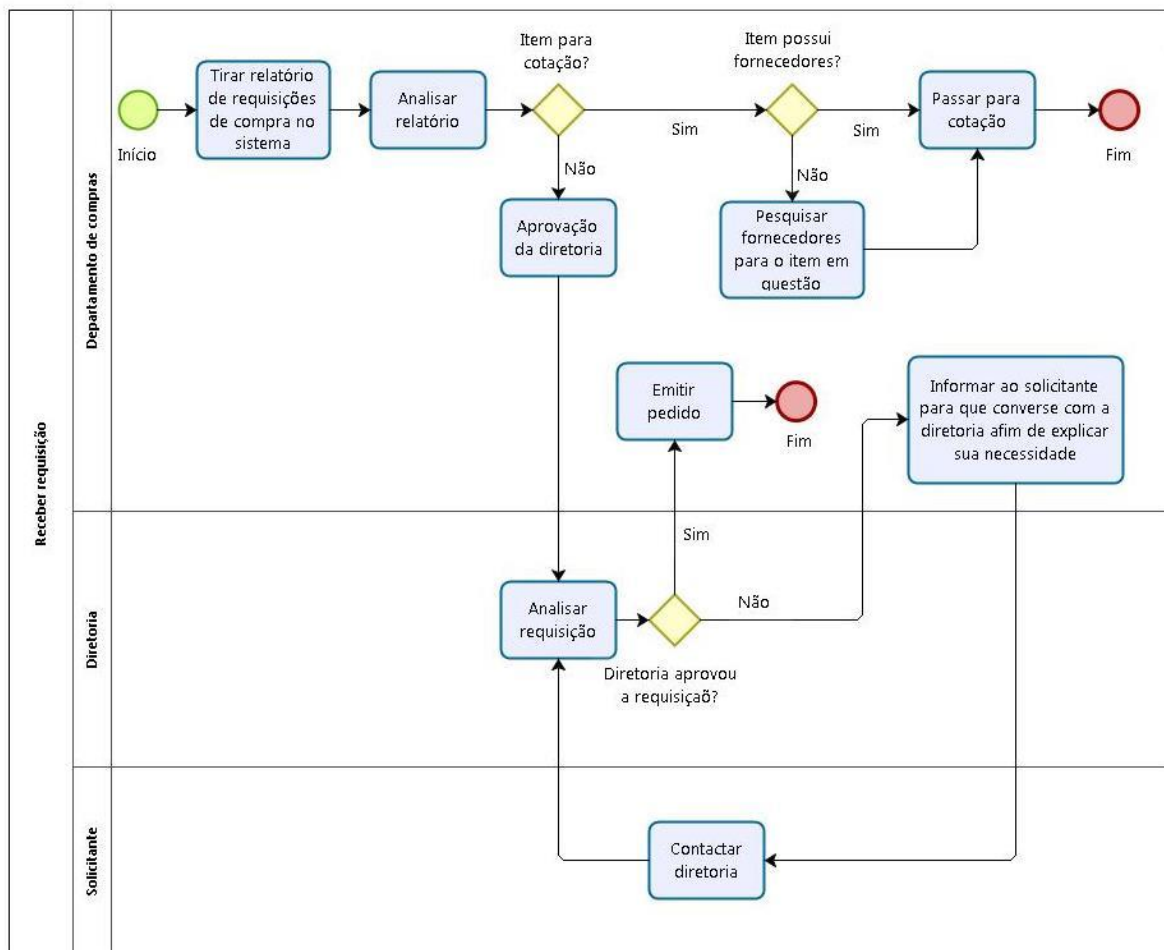 Receber requisição
Departamento de compras
Início
Tirar relatório
de requisições
de compra no
sistema
Analisar
relatório
Item para
cotação?
Sim
Não
Item possui
fornecedores?
Sim
Não
Passar para
cotação
Fim
Aprovação
da diretoria
Pesquisar
fornecedores
para o item em
questão
Emitir
pedido
Fim
Informar ao solicitante
para que converse com a
diretoria afim de explicar
sua necessidade
Diretoria
Analisar
requisição
Sim
Não
Diretoria aprovou
a requisiçaõ?
Solicitante
Contactar
diretoria